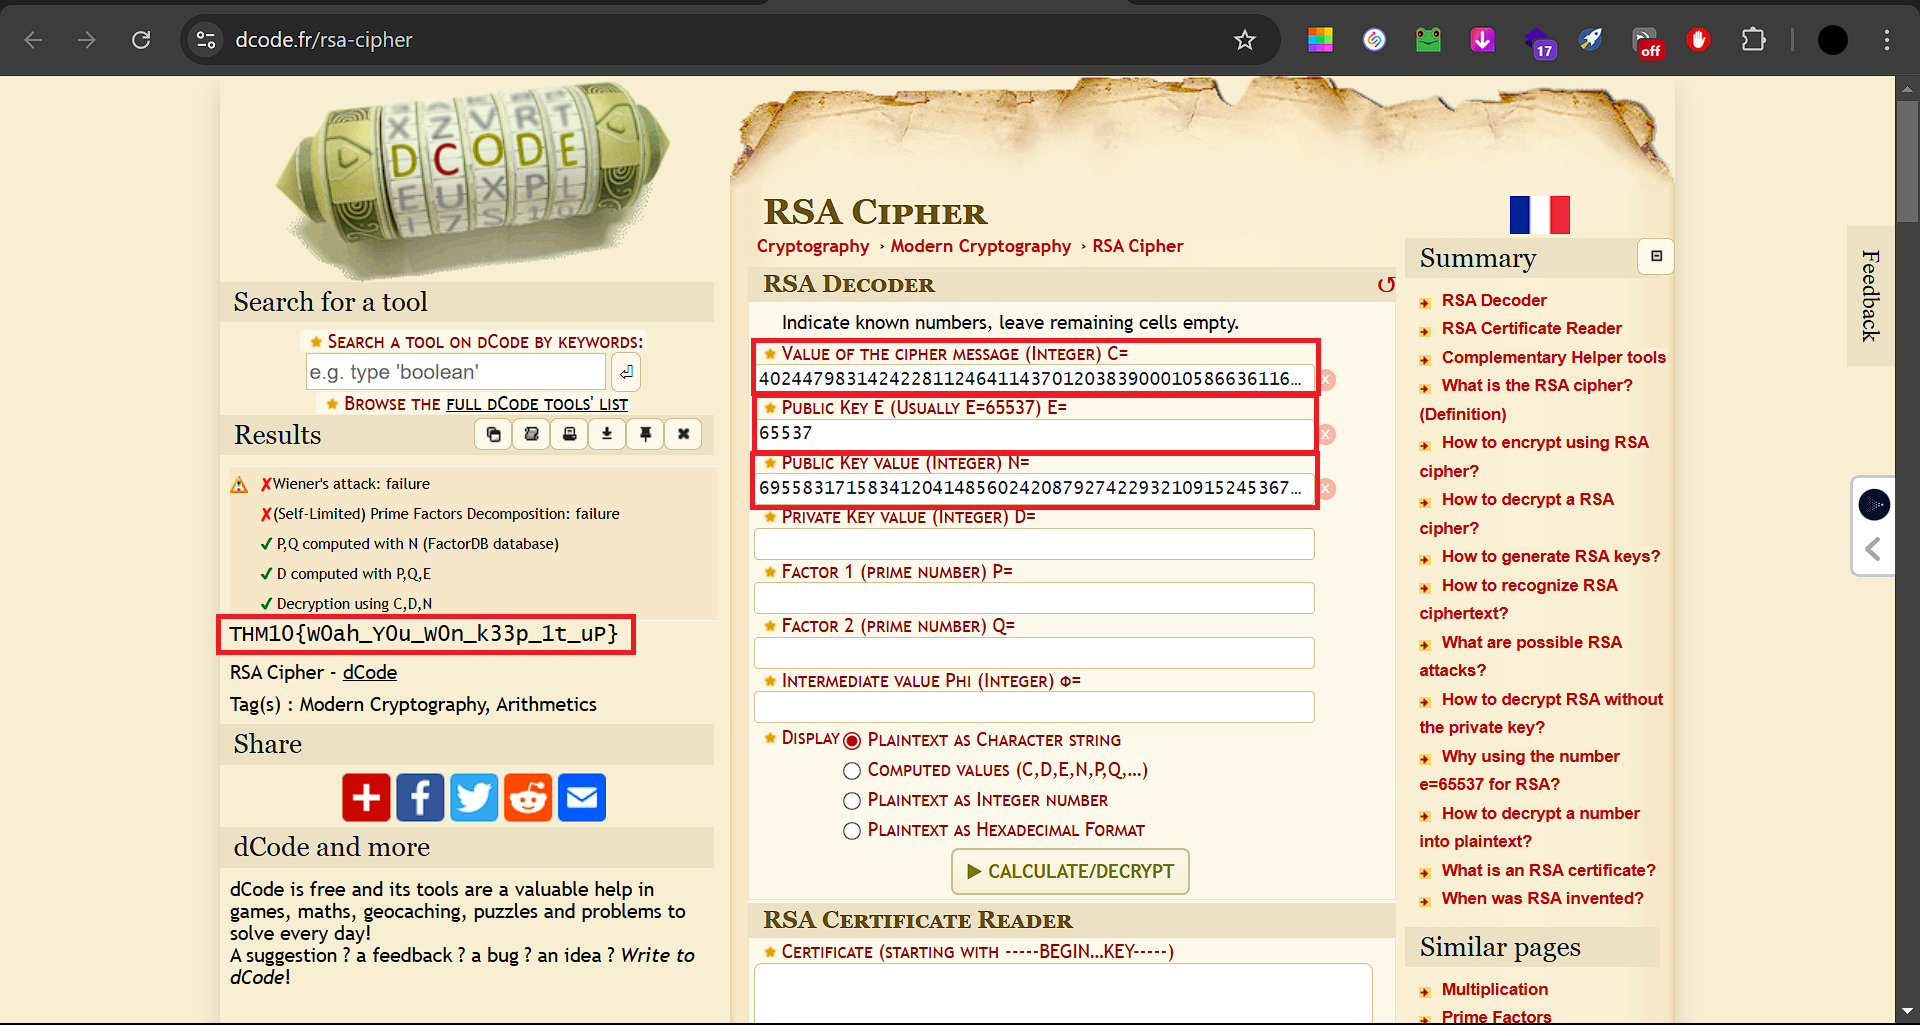 dcode.fr/rsa-cipher
17
off
X Z V R T
D C O D E
E U X P L
Search for a tool
★ SEARCH A TOOL ON DCODE BY KEYWORDS:
e.g. type 'boolean'
★ BROWSE THE FULL DCODE TOOLS' LIST
Results
✘Wiener's attack: failure
✘(Self-Limited) Prime Factors Decomposition: failure
✔ P,Q computed with N (FactorDB database)
✔ D computed with P,Q,E
✔ Decryption using C,D,N
THM10{W0ah_Y0u_W0n_k33p_1t_uP}
RSA Cipher - dCode
Tag(s) : Modern Cryptography, Arithmetics
Share
dCode and more
dCode is free and its tools are a valuable help in
games, maths, geocaching, puzzles and problems to
solve every day!
A suggestion ? a feedback ? a bug ? an idea ? Write to
dCode!
RSA CIPHER
Cryptography › Modern Cryptography › RSA Cipher
RSA DECODER
Indicate known numbers, leave remaining cells empty.
★ VALUE OF THE CIPHER MESSAGE (INTEGER) C=
4024479831424228112464114370120383900010586636116...
X
★ PUBLIC KEY E (USUALLY E=65537) E=
65537
X
★ PUBLIC KEY VALUE (INTEGER) N=
69558317158341204148560242087927422932109152453 67...
X
★ PRIVATE KEY VALUE (INTEGER) D=
★ FACTOR 1 (PRIME NUMBER) P=
★ FACTOR 2 (PRIME NUMBER) Q=
★ INTERMEDIATE VALUE PHI (INTEGER) Φ=
★ DISPLAY PLAINTEXT AS CHARACTER STRING
COMPUTED VALUES (C,D,E,N,P,Q,...)
PLAINTEXT AS INTEGER NUMBER
PLAINTEXT AS HEXADECIMAL FORMAT
▶ CALCULATE/DECRYPT
RSA CERTIFICATE READER
★ CERTIFICATE (STARTING WITH -----BEGIN...KEY-----)
Summary
RSA Decoder
RSA Certificate Reader
Complementary Helper tools
What is the RSA cipher?
(Definition)
How to encrypt using RSA
cipher?
How to decrypt a RSA
cipher?
How to generate RSA keys?
How to recognize RSA
ciphertext?
What are possible RSA
attacks?
How to decrypt RSA without
the private key?
Why using the number
e=65537 for RSA?
How to decrypt a number
into plaintext?
What is an RSA certificate?
When was RSA invented?
Similar pages
Multiplication
Prime Factors
Feedback